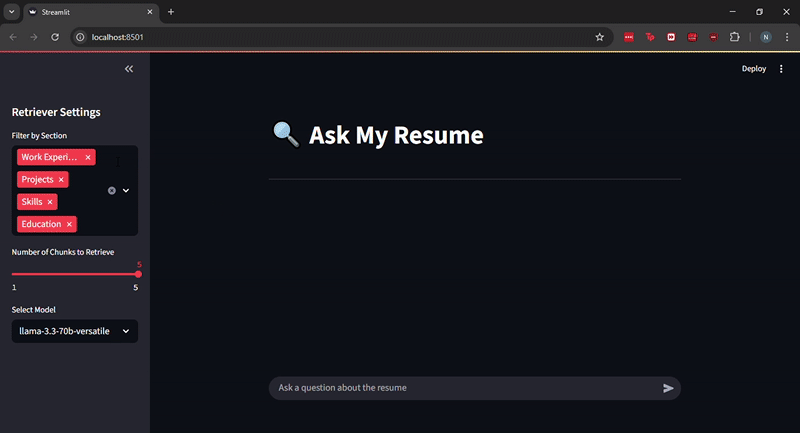 Streamlit
localhost:8501
N
Deploy
Retriever Settings
Filter by Section
Work Experi...
Projects
Skills
Education
Number of Chunks to Retrieve
5
1
5
Select Model
llama-3.3-70b-versatile
Ask My Resume
Ask a question about the resume